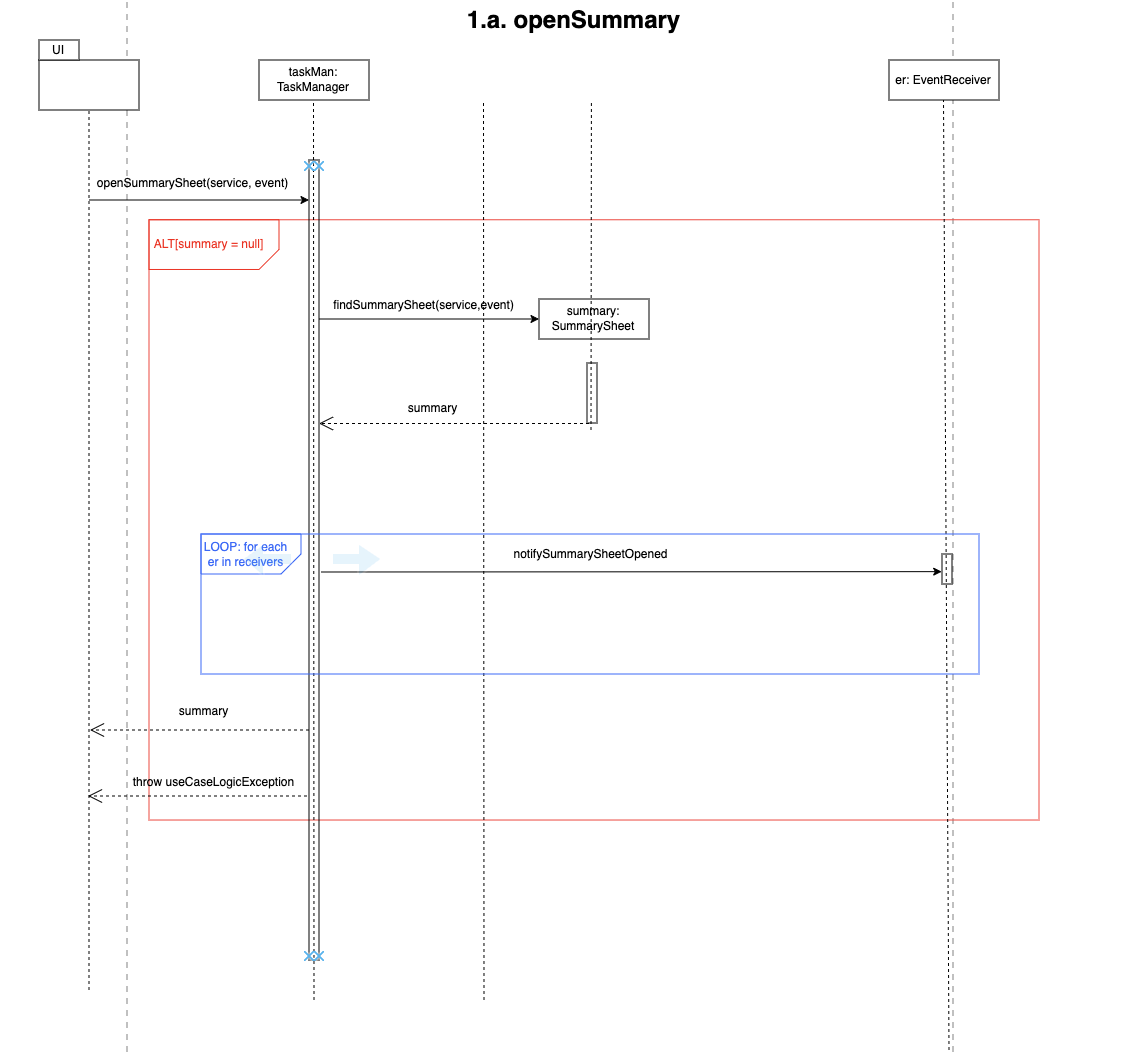 1.a. openSummary
UI
taskMan:
TaskManager
er: EventReceiver
openSummarySheet(service, event)
ALT[summary = null]
findSummarySheet(service,event)
summary:
SummarySheet
summary
LOOP: for each
er in receivers
notifySummarySheetOpened
summary
throw useCaseLogicException